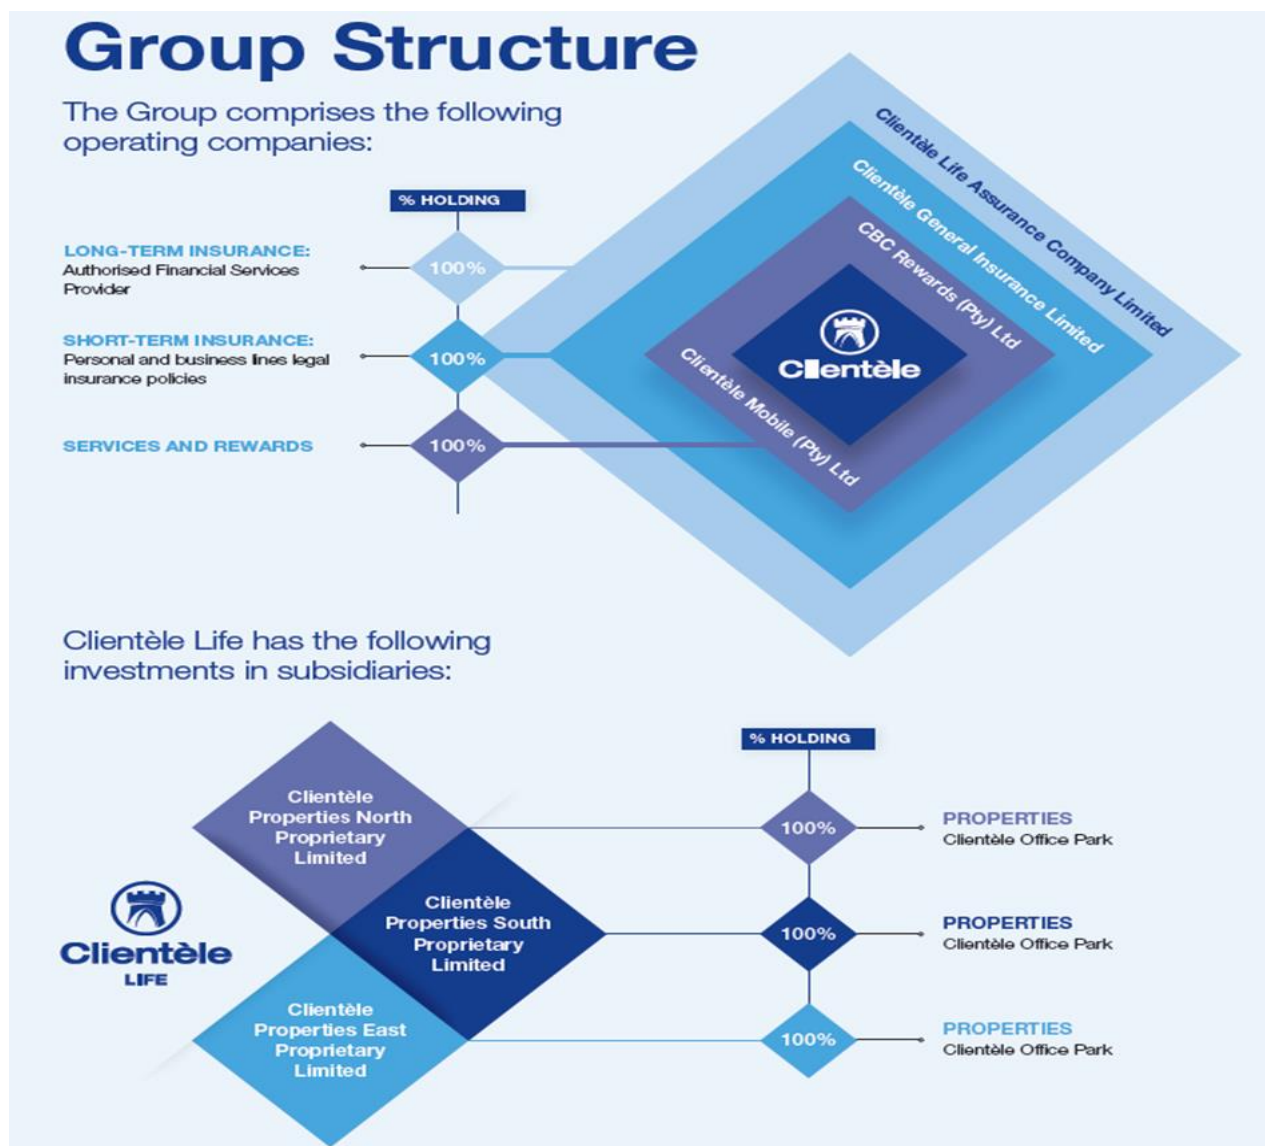 Group Structure
The Group comprises the following
operating companies:
% HOLDING
LONG-TERM INSURANCE:
Authorised Financial Services
Provider
100%
SHORT-TERM INSURANCE:
Personal and business lines legal
insurance policies
100%
SERVICES AND REWARDS
100%
Clientèle Life Assurance Company Limited
Clientèle General Insurance Limited
CBC Rewards (Pty) Ltd
Clientèle
Clientèle Mobile (Pty) Ltd
Clientèle Life has the following
investments in subsidiaries:
% HOLDING
Clientèle
Properties North
Proprietary
Limited
100%
PROPERTIES
Clientèle Office Park
Clientèle
Properties South
Proprietary
Limited
100%
PROPERTIES
Clientèle Office Park
Clientèle
LIFE
Clientèle
Properties East
Proprietary
Limited
100%
PROPERTIES
Clientèle Office Park